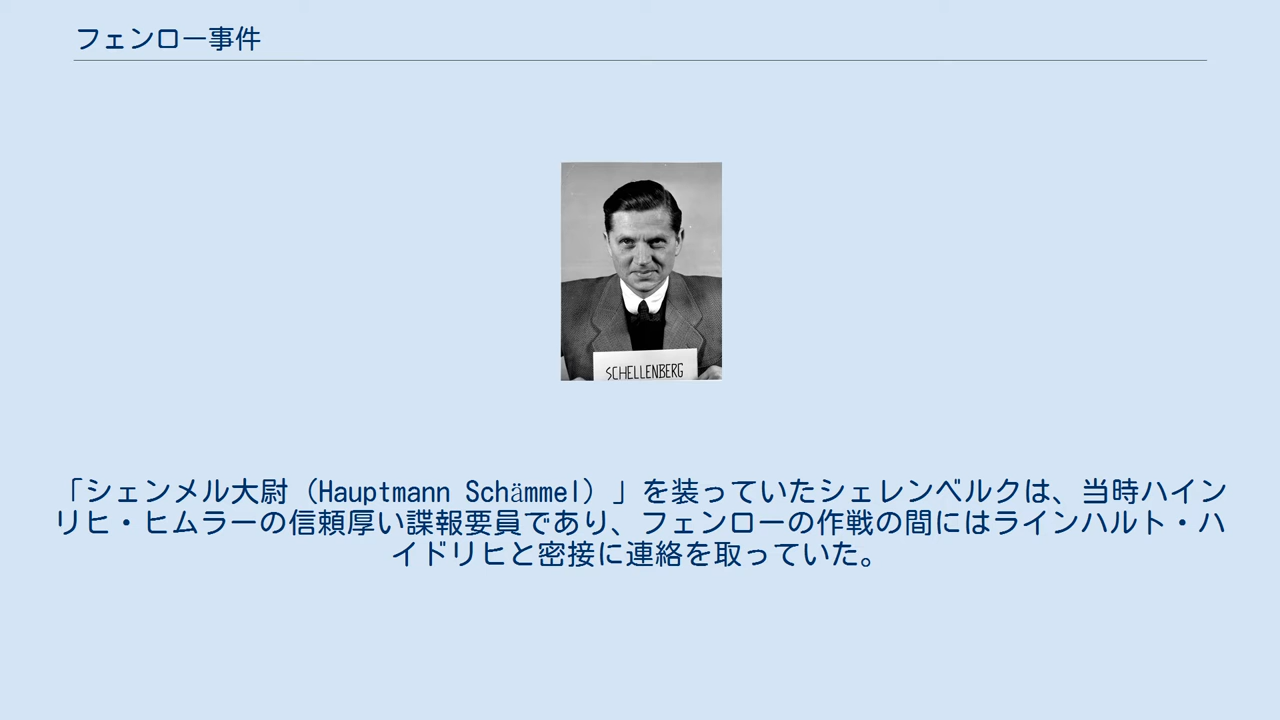 フェンロー事件
SCHELLENBERG
「シェンメル大尉（Hauptmann Schämmel）」を装っていたシェレンベルクは、当時ハイン
リヒ・ヒムラーの信頼厚い諜報要員であり、フェンローの作戦の間にはラインハルト・ハ
イドリヒと密接に連絡を取っていた。